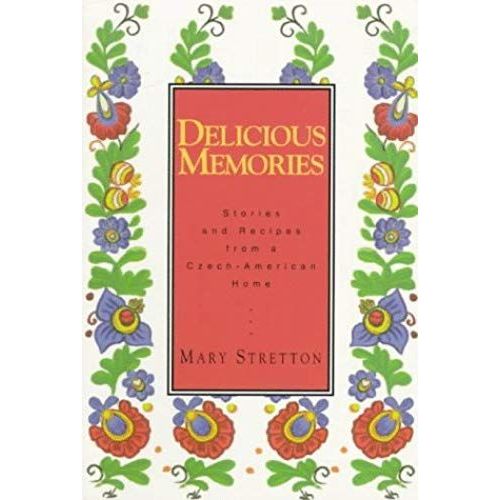 DELICIOUS
MEMORIES
Stories
and Recipes
from a
Czech-American
Home
MARY STRETTON